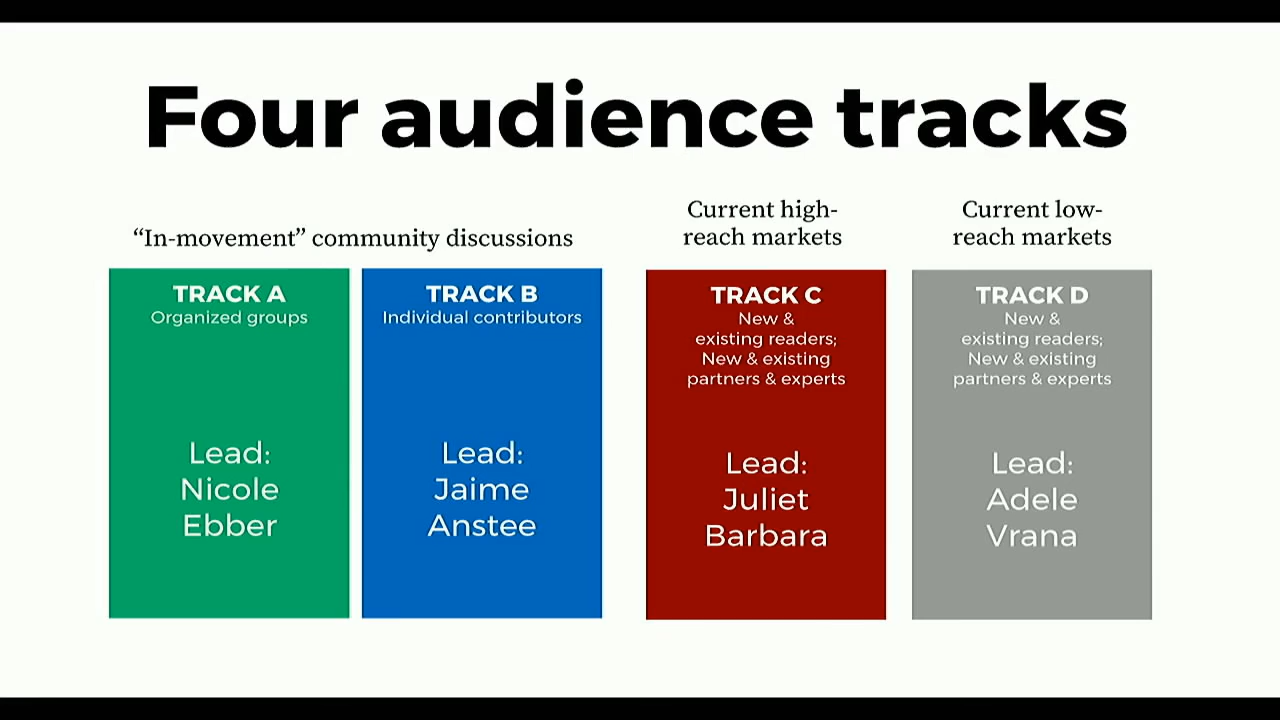 Four audience tracks
“In-movement” community discussions
Current high-
reach markets
Current low-
reach markets
TRACK A
Organized groups
Lead:
Nicole
Ebber
TRACK B
Individual contributors
Lead:
Jaime
Anstee
TRACK C
New &
existing readers;
New & existing
partners & experts
Lead:
Juliet
Barbara
TRACK D
New &
existing readers;
New & existing
partners & experts
Lead:
Adele
Vrana